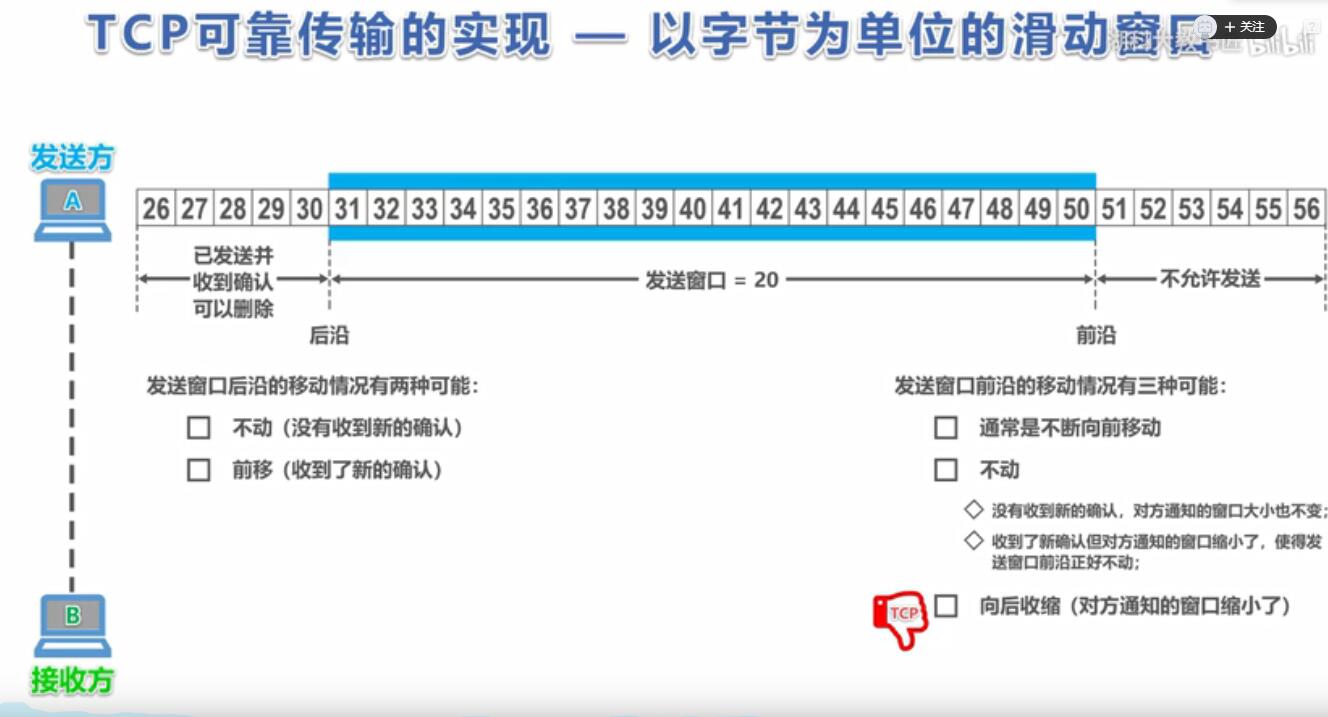 TCP可靠传输的实现 — 以字节为单位的滑动窗口
+ 关注
bilibili
发送方
A
26 27 28 29 30 31 32 33 34 35 36 37 38 39 40 41 42 43 44 45 46 47 48 49 50 51 52 53 54 55 56
已发送并
收到确认
可以删除
发送窗口 = 20
不允许发送
后沿
前沿
发送窗口后沿的移动情况有两种可能：
不动（没有收到新的确认）
前移（收到了新的确认）
发送窗口前沿的移动情况有三种可能：
通常是不断向前移动
不动
没有收到新的确认，对方通知的窗口大小也不变；
收到了新确认但对方通知的窗口缩小了，使得发
送窗口前沿正好不动；
TCP
向后收缩（对方通知的窗口缩小了）
B
接收方